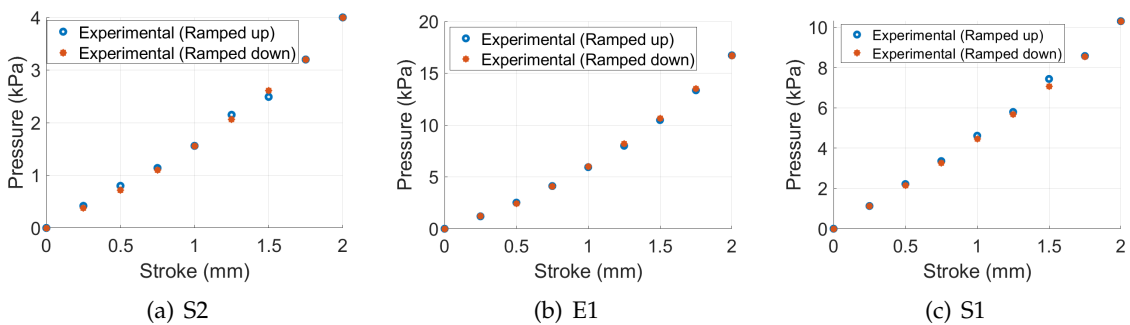 Pressure (kPa)
4
3
2
1
0
Experimental (Ramped up)
Experimental (Ramped down)
0 0.5 1 1.5 2
Stroke (mm)
(a) S2
Pressure (kPa)
20
15
10
5
0
Experimental (Ramped up)
Experimental (Ramped down)
0 0.5 1 1.5 2
Stroke (mm)
(b) E1
Pressure (kPa)
10
8
6
4
2
0
Experimental (Ramped up)
Experimental (Ramped down)
0 0.5 1 1.5 2
Stroke (mm)
(c) S1